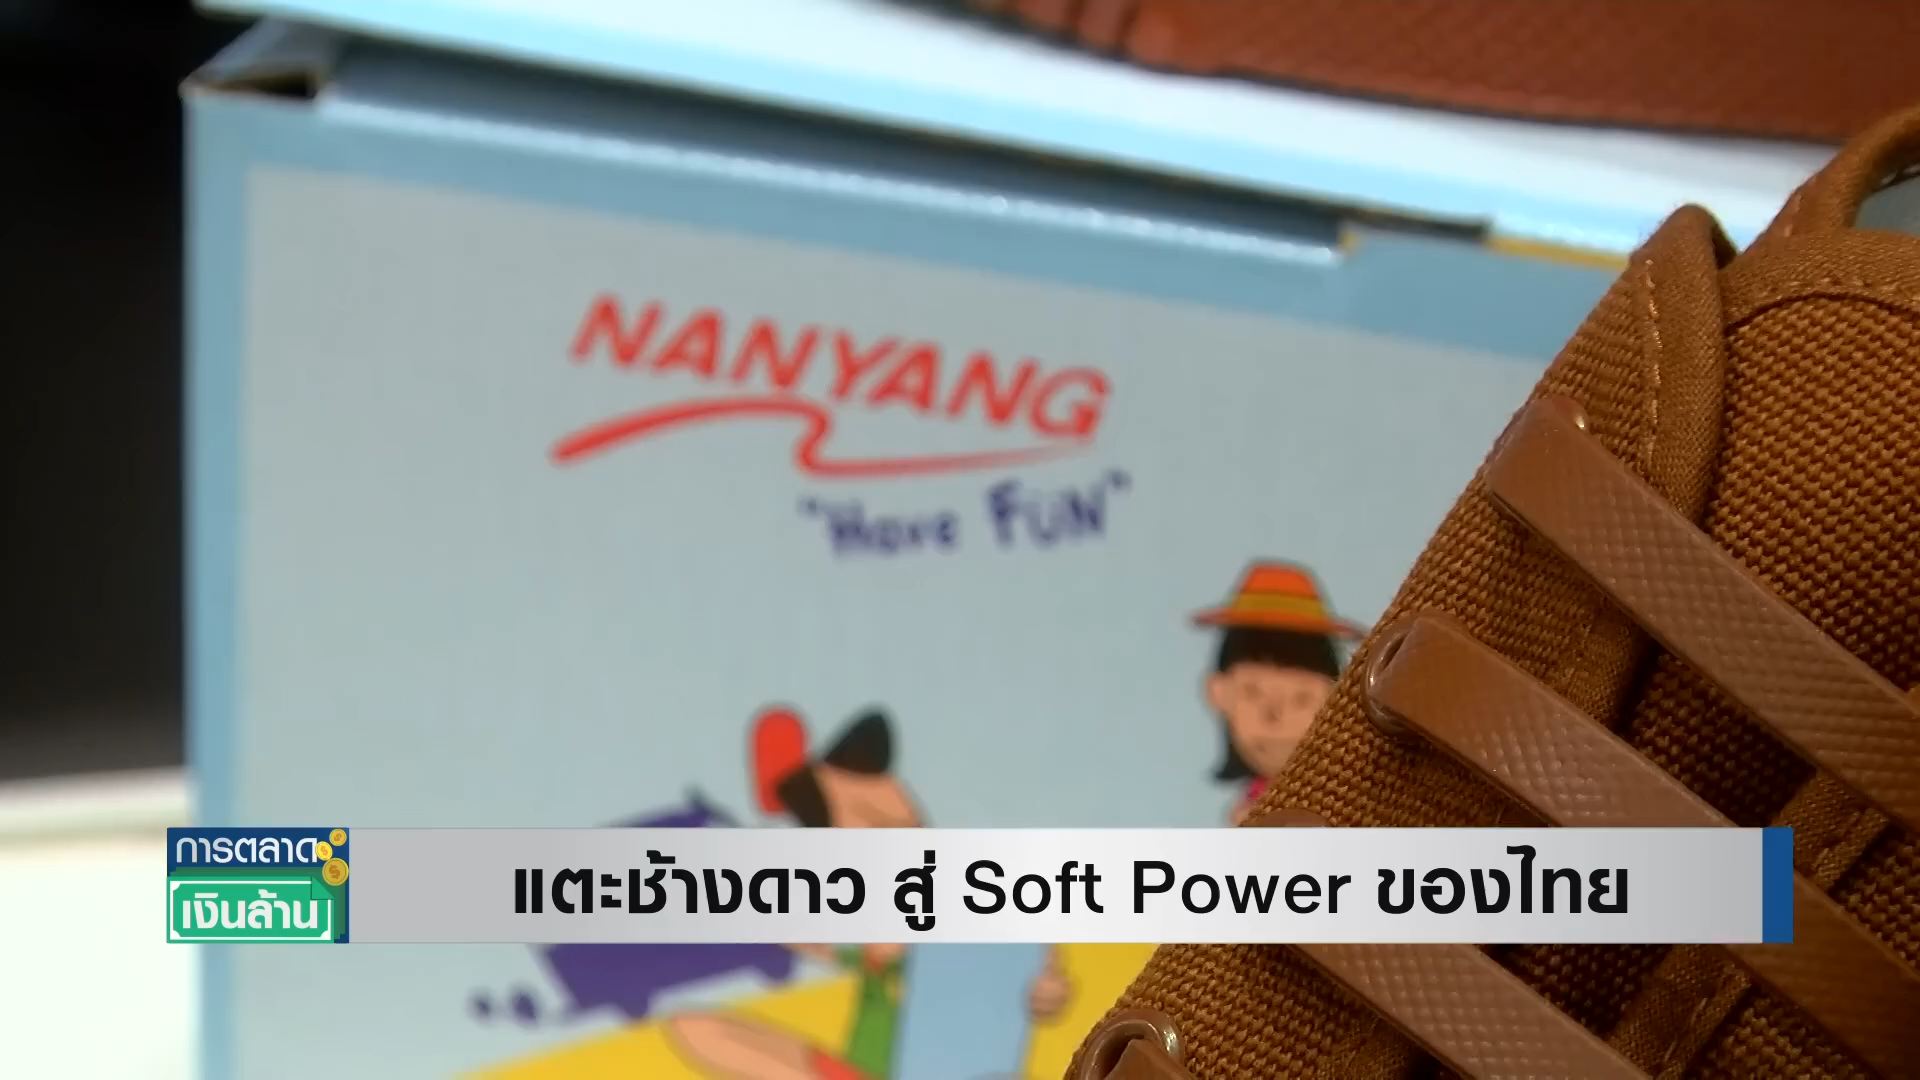 NANYANG
"Have FUN"
การตลาด
เงินล้าน
แตะช้างดาว สู่ Soft Power ของไทย